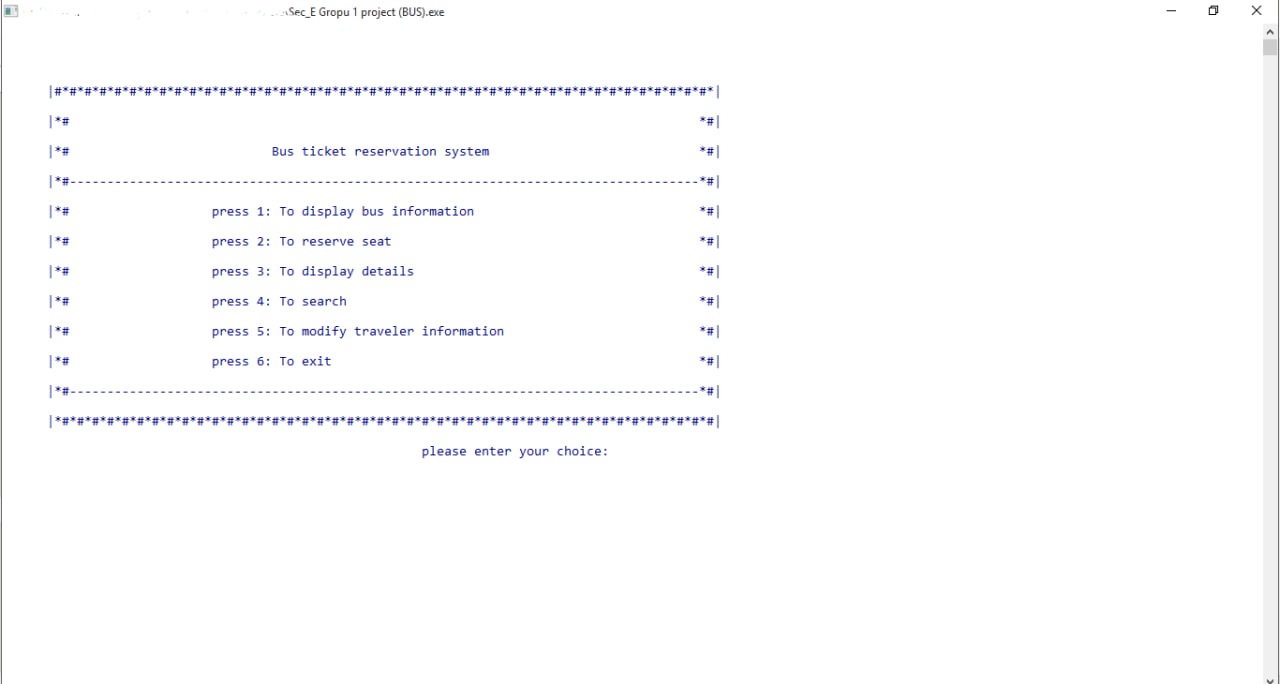 \Sec_E Gropu 1 project (BUS).exe
|#*#*#*#*#*#*#*#*#*#*#*#*#*#*#*#*#*#*#*#*#*#*#*#*#*#*#*#*#*#*#*#*#*#*#*#*#*#*#*#*#*#*#*#*|
|*# *#|
|*# Bus ticket reservation system *#|
|*#------------------------------------------------------------------------------------*#|
|*# press 1: To display bus information *#|
|*# press 2: To reserve seat *#|
|*# press 3: To display details *#|
|*# press 4: To search *#|
|*# press 5: To modify traveler information *#|
|*# press 6: To exit *#|
|*#------------------------------------------------------------------------------------*#|
|*#*#*#*#*#*#*#*#*#*#*#*#*#*#*#*#*#*#*#*#*#*#*#*#*#*#*#*#*#*#*#*#*#*#*#*#*#*#*#*#*#*#*#*#|
please enter your choice: